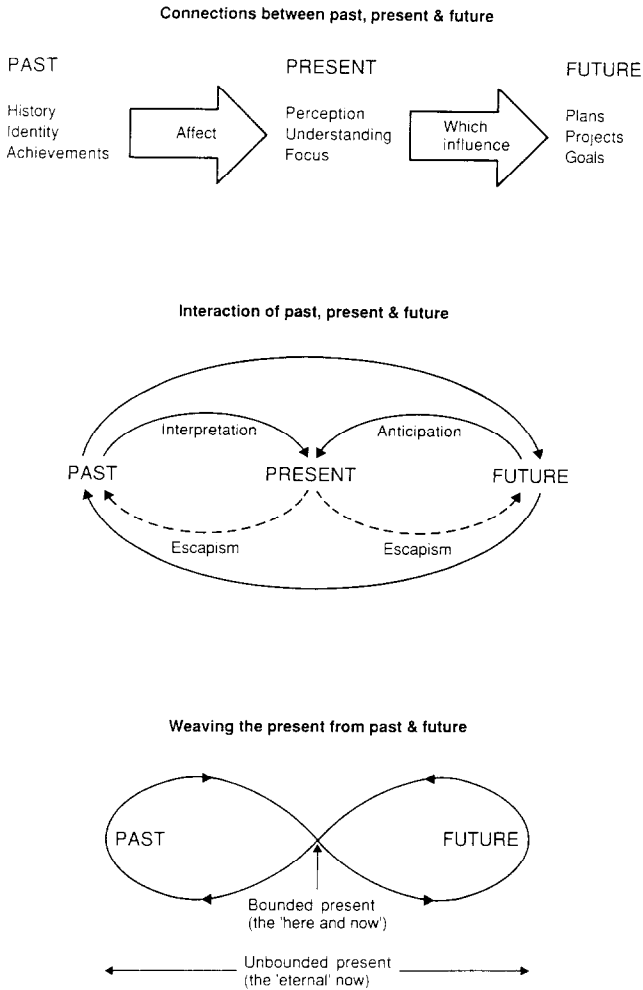 Connections between past, present & future
PAST
PRESENT
FUTURE
History
Identity
Achievements
Affect
Perception
Understanding
Focus
Which
influence
Plans
Projects
Goals
Interaction of past, present & future
Interpretation
Anticipation
PAST
PRESENT
FUTURE
Escapism
Escapism
Weaving the present from past & future
PAST
FUTURE
Bounded present
(the 'here and now')
Unbounded present
(the 'eternal' now)